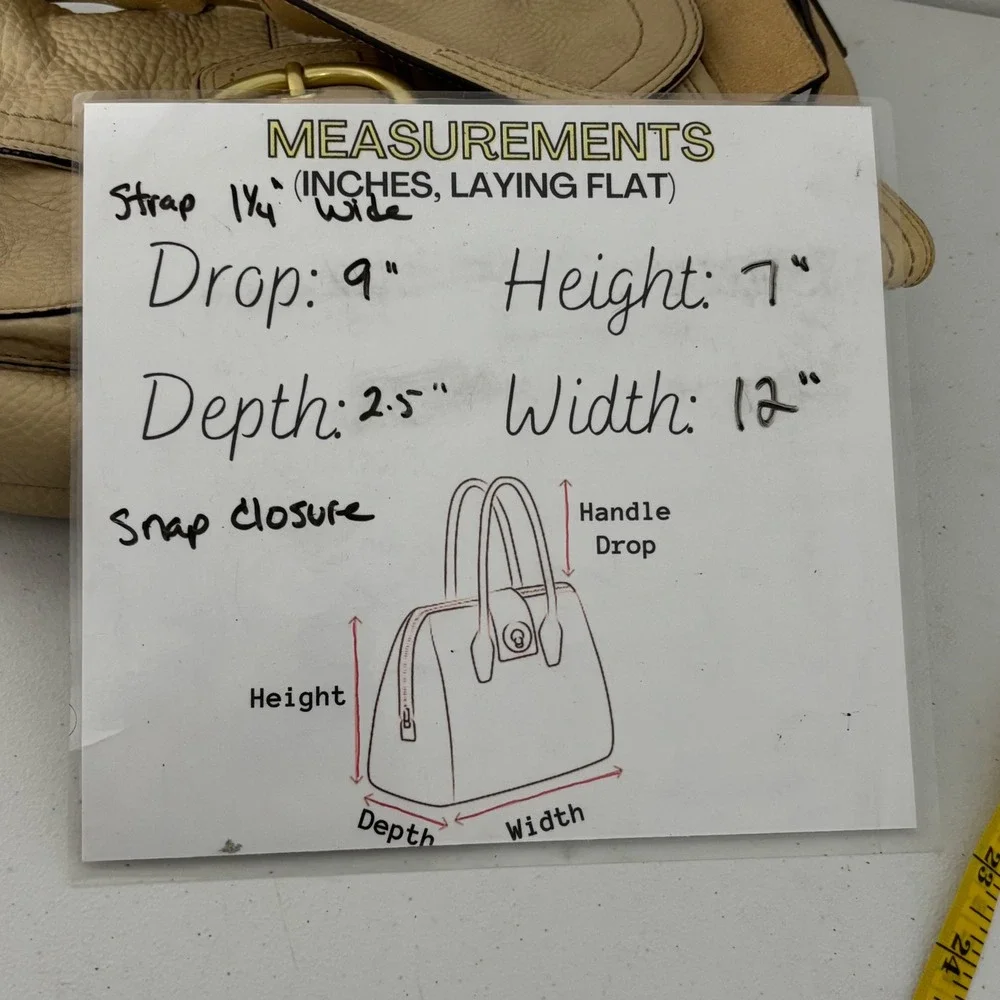 MEASUREMENTS
(INCHES, LAYING FLAT)
Strap 1¼" Wide
Drop: 9" Height: 7"
Depth: 2.5" Width: 12"
Snap closure
Handle
Drop
Height
Depth
Width
23
24